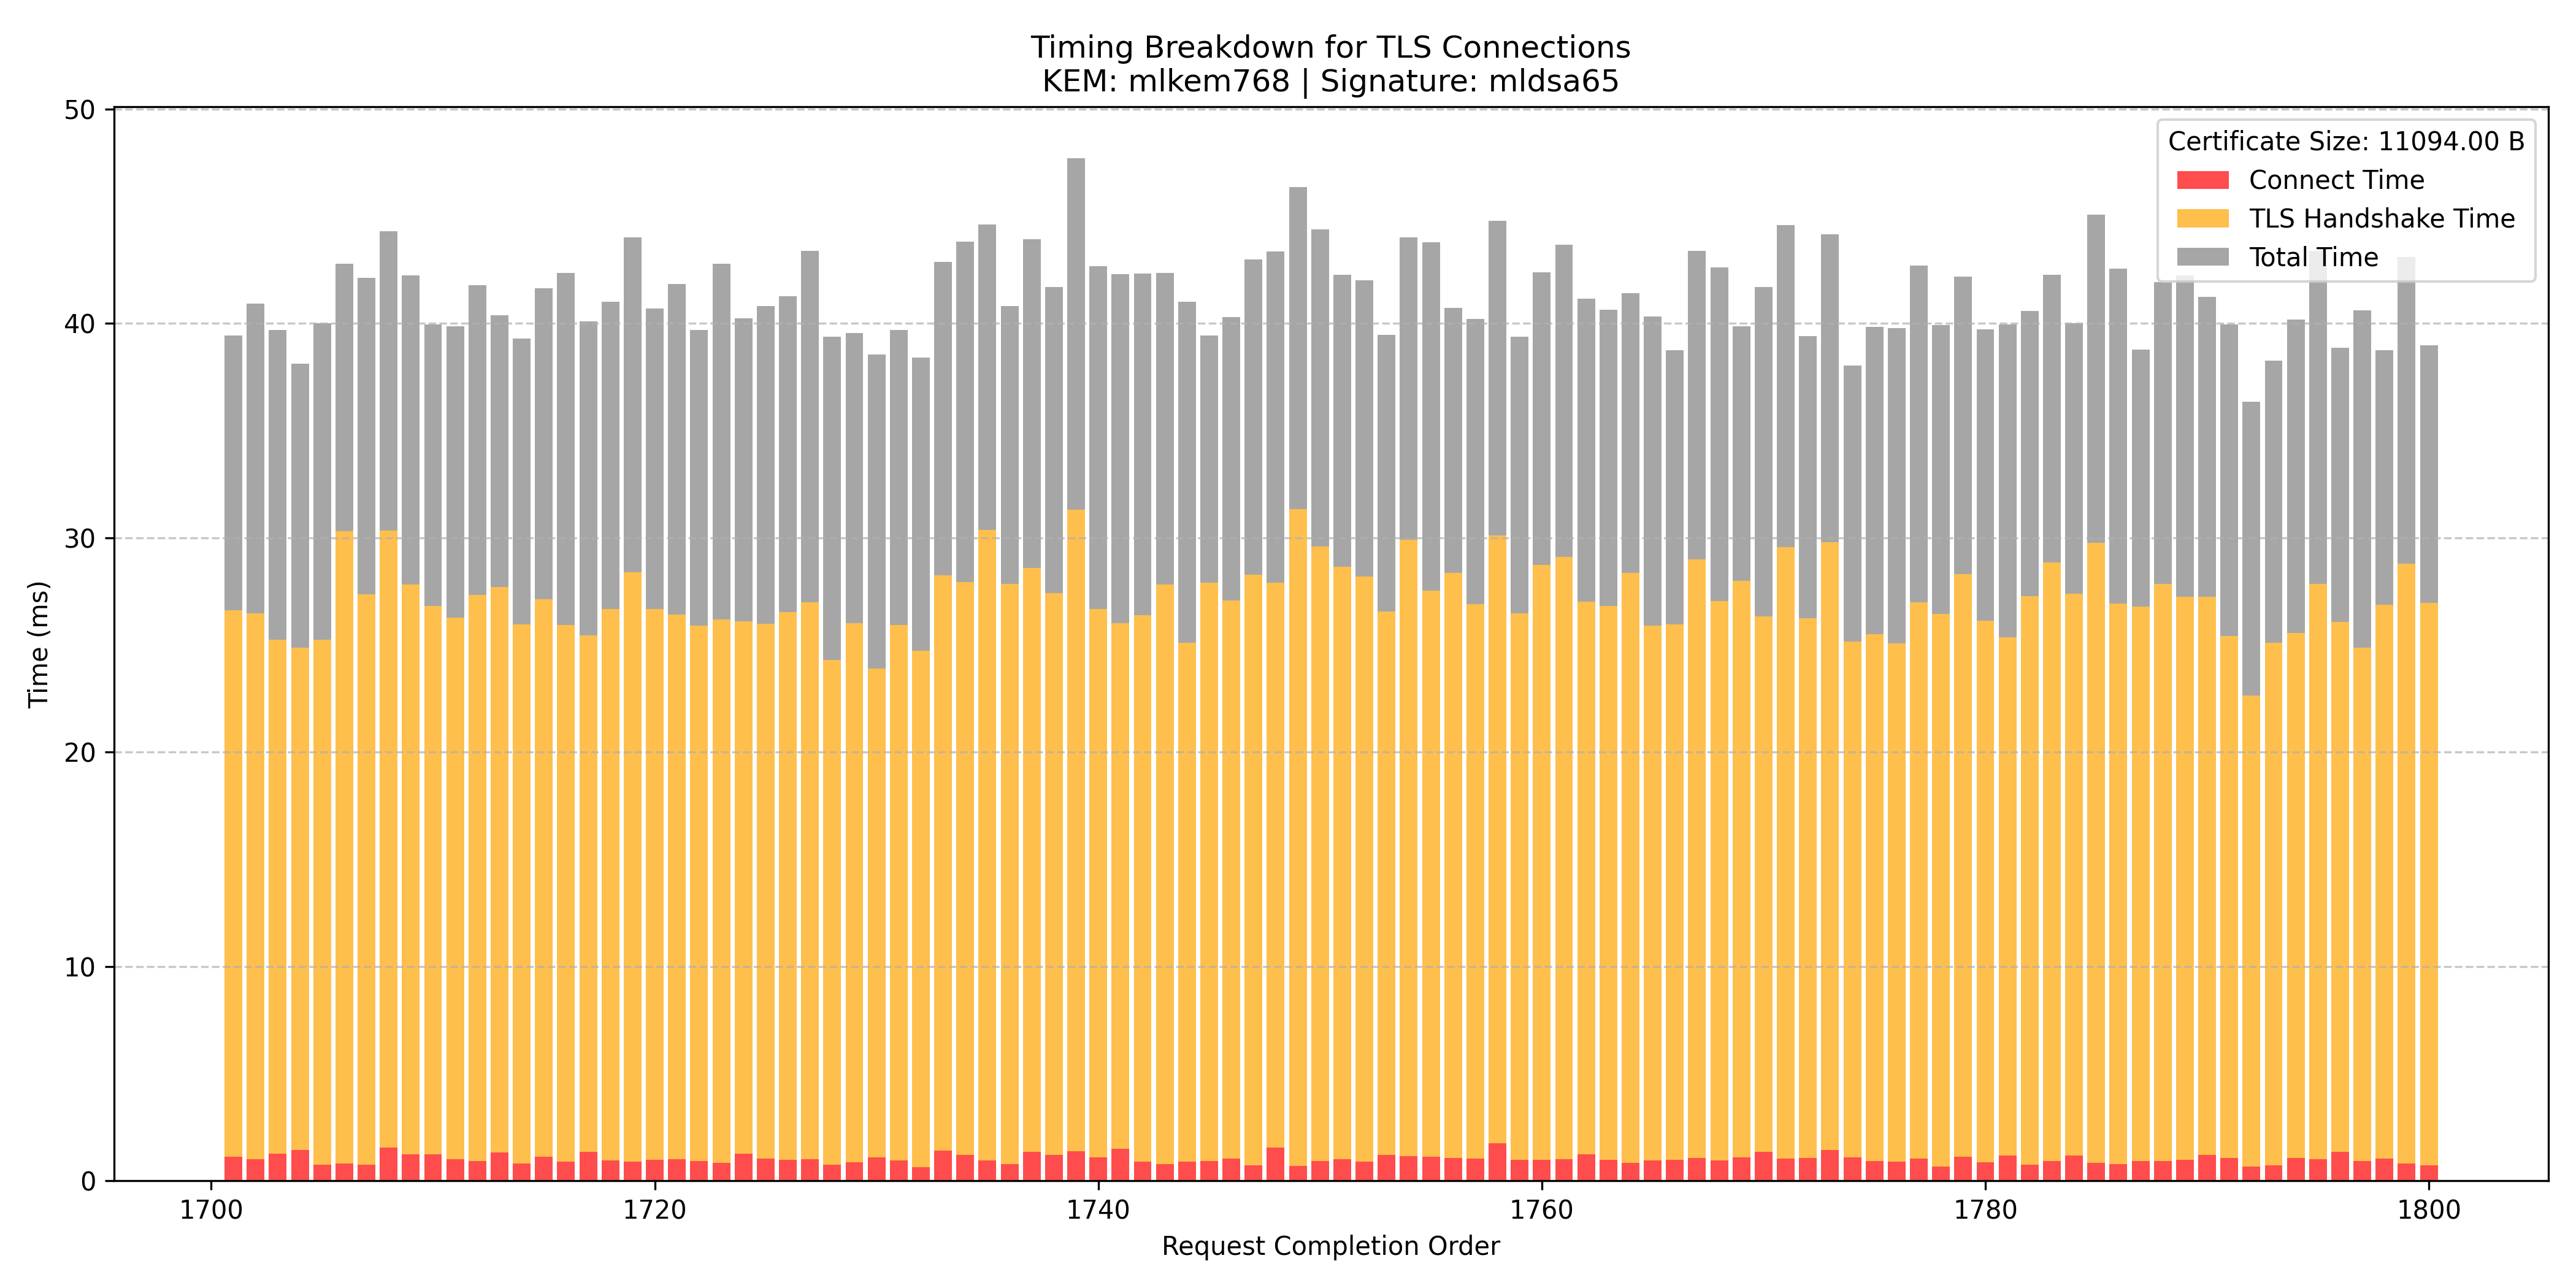 Timing Breakdown for TLS Connections
KEM: mlkem768 | Signature: mldsa65
Certificate Size: 11094.00 B
Connect Time
TLS Handshake Time
Total Time
Time (ms)
50
40
30
20
10
0
1700 1720 1740 1760 1780 1800
Request Completion Order